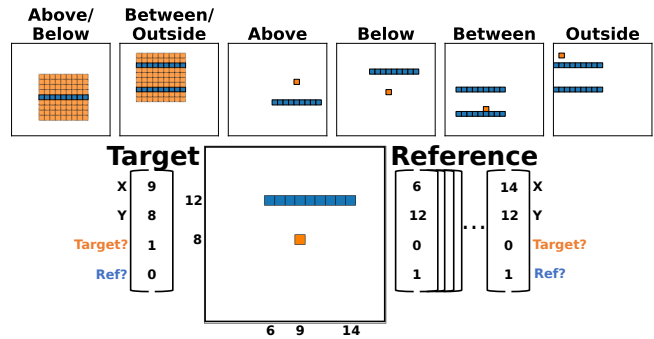 Above/
Below
Between/
Outside
Above
Below
Between
Outside
Target
Reference
X 9
Y 8
Target? 1
Ref? 0
12
8
6 9 14
6 14 X
12 ... 12 Y
0 0 Target?
1 1 Ref?